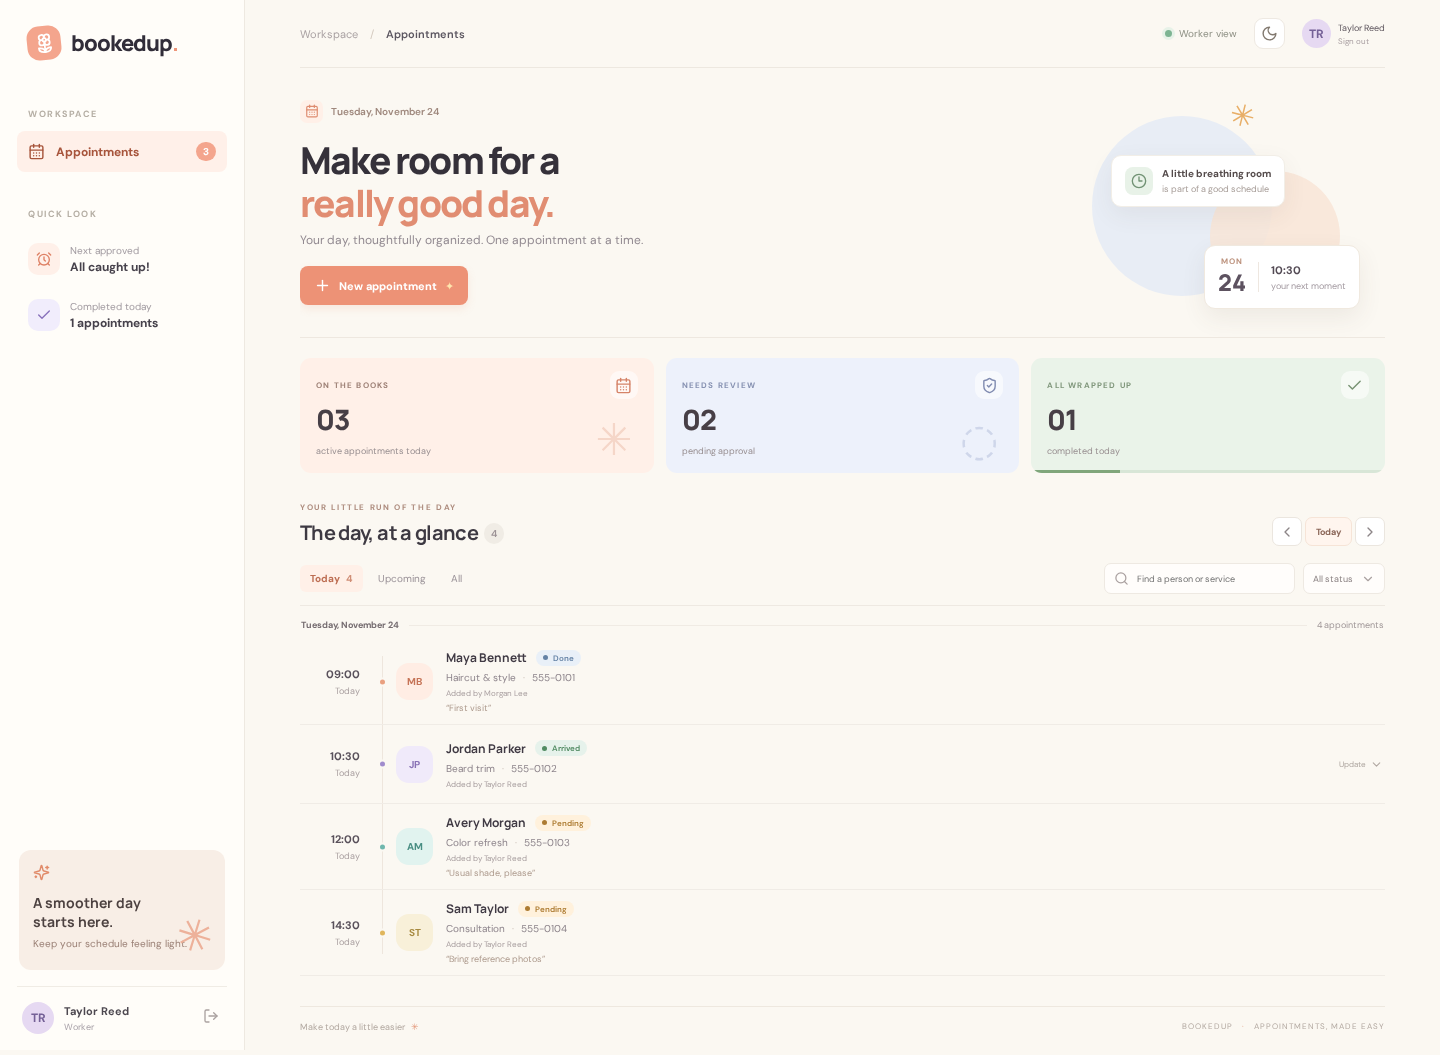 bookedup.
WORKSPACE
Appointments 3
QUICK LOOK
Next approved
All caught up!
Completed today
1 appointments
A smoother day
starts here.
Keep your schedule feeling light.
TR Taylor Reed
Worker
Workspace / Appointments
Worker view
TR Taylor Reed
Sign out
Tuesday, November 24
Make room for a
really good day.
Your day, thoughtfully organized. One appointment at a time.
New appointment
A little breathing room
is part of a good schedule
MON
24
10:30
your next moment
ON THE BOOKS
03
active appointments today
NEEDS REVIEW
02
pending approval
ALL WRAPPED UP
01
completed today
YOUR LITTLE RUN OF THE DAY
The day, at a glance 4
Today
Today 4 Upcoming All
Find a person or service
All status
Tuesday, November 24
4 appointments
09:00
Today
MB
Maya Bennett Done
Haircut & style · 555-0101
Added by Morgan Lee
"First visit"
10:30
Today
JP
Jordan Parker Arrived
Beard trim · 555-0102
Added by Taylor Reed
Update
12:00
Today
AM
Avery Morgan Pending
Color refresh · 555-0103
Added by Taylor Reed
"Usual shade, please"
14:30
Today
ST
Sam Taylor Pending
Consultation · 555-0104
Added by Taylor Reed
"Bring reference photos"
Make today a little easier
BOOKEDUP · APPOINTMENTS, MADE EASY